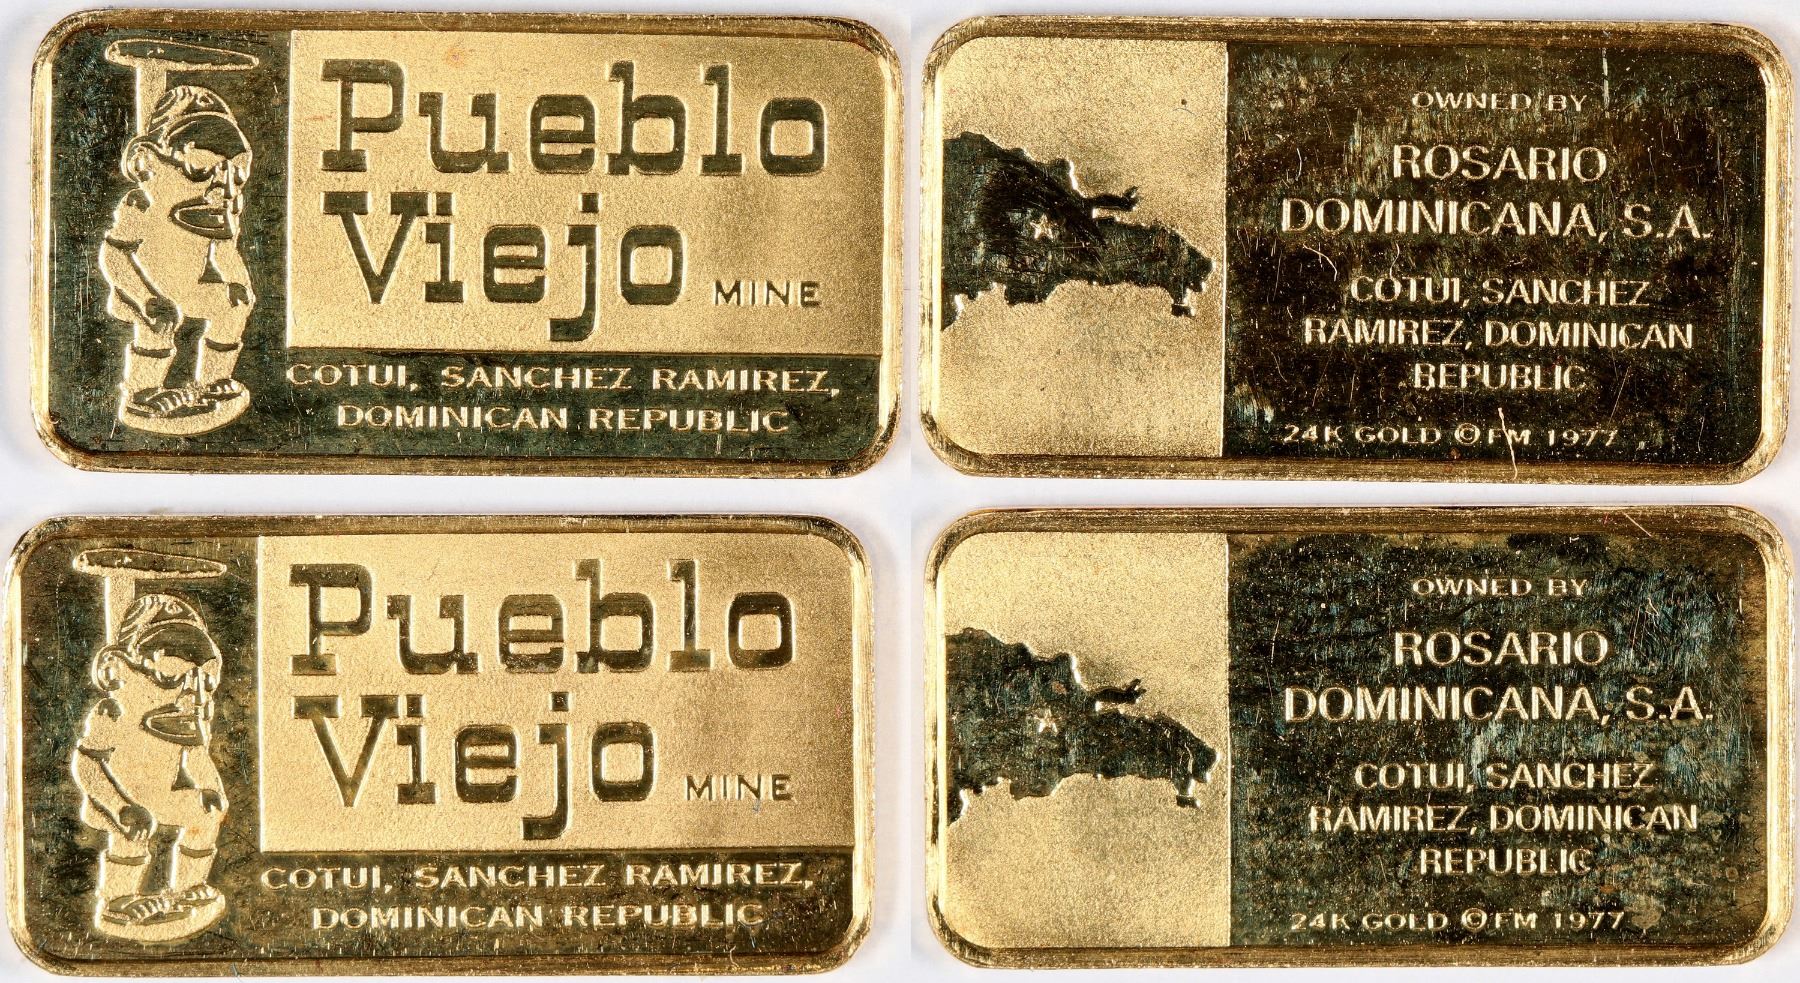 Pueblo
Viejo MINE
COTUI, SANCHEZ RAMIREZ,
DOMINICAN REPUBLIC
OWNED BY
ROSARIO
DOMINICANA, S.A.
COTUI, SANCHEZ
RAMIREZ, DOMINICAN
REPUBLIC
24K GOLD © FM 1977
Pueblo
Viejo MINE
COTUI, SANCHEZ RAMIREZ,
DOMINICAN REPUBLIC
OWNED BY
ROSARIO
DOMINICANA, S.A.
COTUI, SANCHEZ
RAMIREZ, DOMINICAN
REPUBLIC
24K GOLD © FM 1977